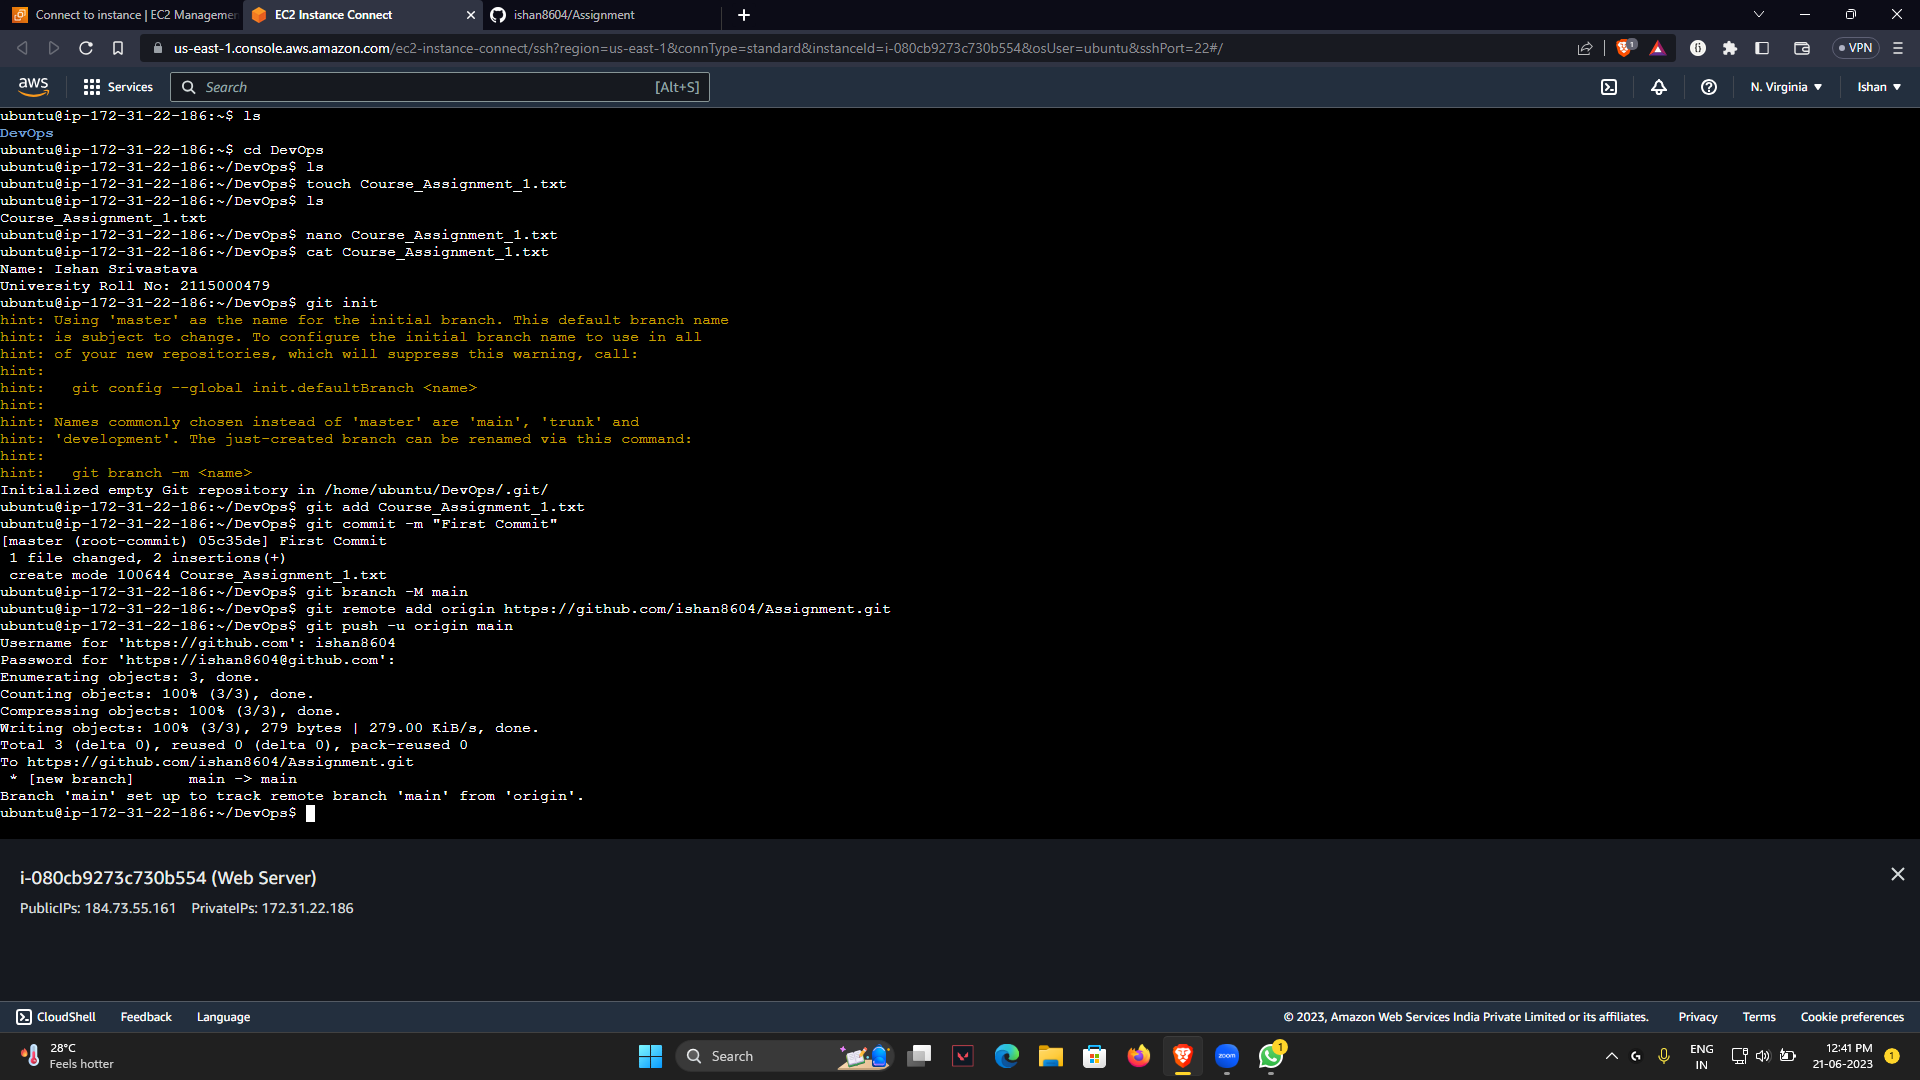 Connect to instance | EC2 Managemen
EC2 Instance Connect
ishan8604/Assignment
us-east-1.console.aws.amazon.com/ec2-instance-connect/ssh?region=us-east-1&connType=standard&instanceId=i-080cb9273c730b554&osUser=ubuntu&sshPort=22#/
1
VPN
aws
Services
Search
[Alt+S]
N. Virginia
Ishan
ubuntu@ip-172-31-22-186:~$ ls
DevOps
ubuntu@ip-172-31-22-186:~$ cd DevOps
ubuntu@ip-172-31-22-186:~/DevOps$ ls
ubuntu@ip-172-31-22-186:~/DevOps$ touch Course_Assignment_1.txt
ubuntu@ip-172-31-22-186:~/DevOps$ ls
Course_Assignment_1.txt
ubuntu@ip-172-31-22-186:~/DevOps$ nano Course_Assignment_1.txt
ubuntu@ip-172-31-22-186:~/DevOps$ cat Course_Assignment_1.txt
Name: Ishan Srivastava
University Roll No: 2115000479
ubuntu@ip-172-31-22-186:~/DevOps$ git init
hint: Using 'master' as the name for the initial branch. This default branch name
hint: is subject to change. To configure the initial branch name to use in all
hint: of your new repositories, which will suppress this warning, call:
hint:
hint:   git config --global init.defaultBranch <name>
hint:
hint: Names commonly chosen instead of 'master' are 'main', 'trunk' and
hint: 'development'. The just-created branch can be renamed via this command:
hint:
hint:   git branch -m <name>
Initialized empty Git repository in /home/ubuntu/DevOps/.git/
ubuntu@ip-172-31-22-186:~/DevOps$ git add Course_Assignment_1.txt
ubuntu@ip-172-31-22-186:~/DevOps$ git commit -m "First Commit"
[master (root-commit) 05c35de] First Commit
 1 file changed, 2 insertions(+)
 create mode 100644 Course_Assignment_1.txt
ubuntu@ip-172-31-22-186:~/DevOps$ git branch -M main
ubuntu@ip-172-31-22-186:~/DevOps$ git remote add origin https://github.com/ishan8604/Assignment.git
ubuntu@ip-172-31-22-186:~/DevOps$ git push -u origin main
Username for 'https://github.com': ishan8604
Password for 'https://ishan8604@github.com':
Enumerating objects: 3, done.
Counting objects: 100% (3/3), done.
Compressing objects: 100% (3/3), done.
Writing objects: 100% (3/3), 279 bytes | 279.00 KiB/s, done.
Total 3 (delta 0), reused 0 (delta 0), pack-reused 0
To https://github.com/ishan8604/Assignment.git
 * [new branch]      main -> main
Branch 'main' set up to track remote branch 'main' from 'origin'.
ubuntu@ip-172-31-22-186:~/DevOps$
i-080cb9273c730b554 (Web Server)
PublicIPs: 184.73.55.161 PrivateIPs: 172.31.22.186
CloudShell
Feedback
Language
© 2023, Amazon Web Services India Private Limited or its affiliates.
Privacy
Terms
Cookie preferences
28°C
Feels hotter
Search
zoom
1
ENG
IN
12:41 PM
21-06-2023
1